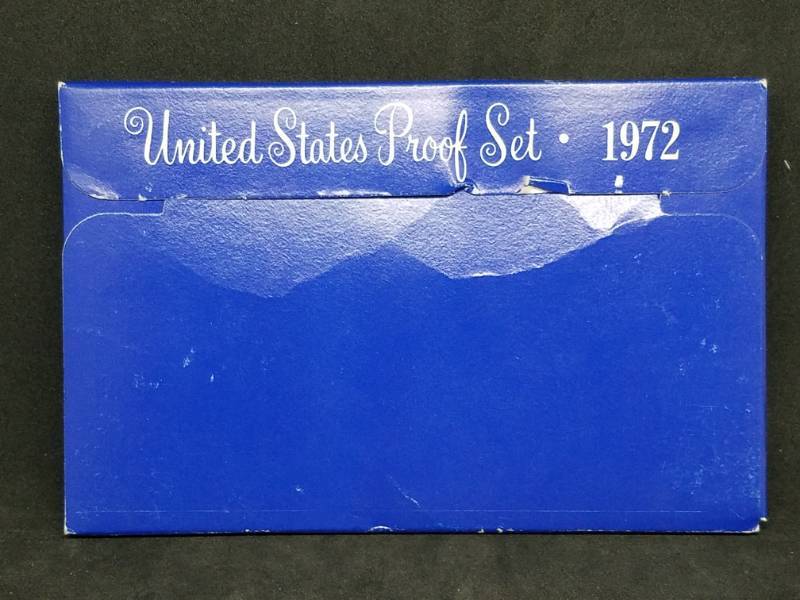 United States Proof Set · 1972